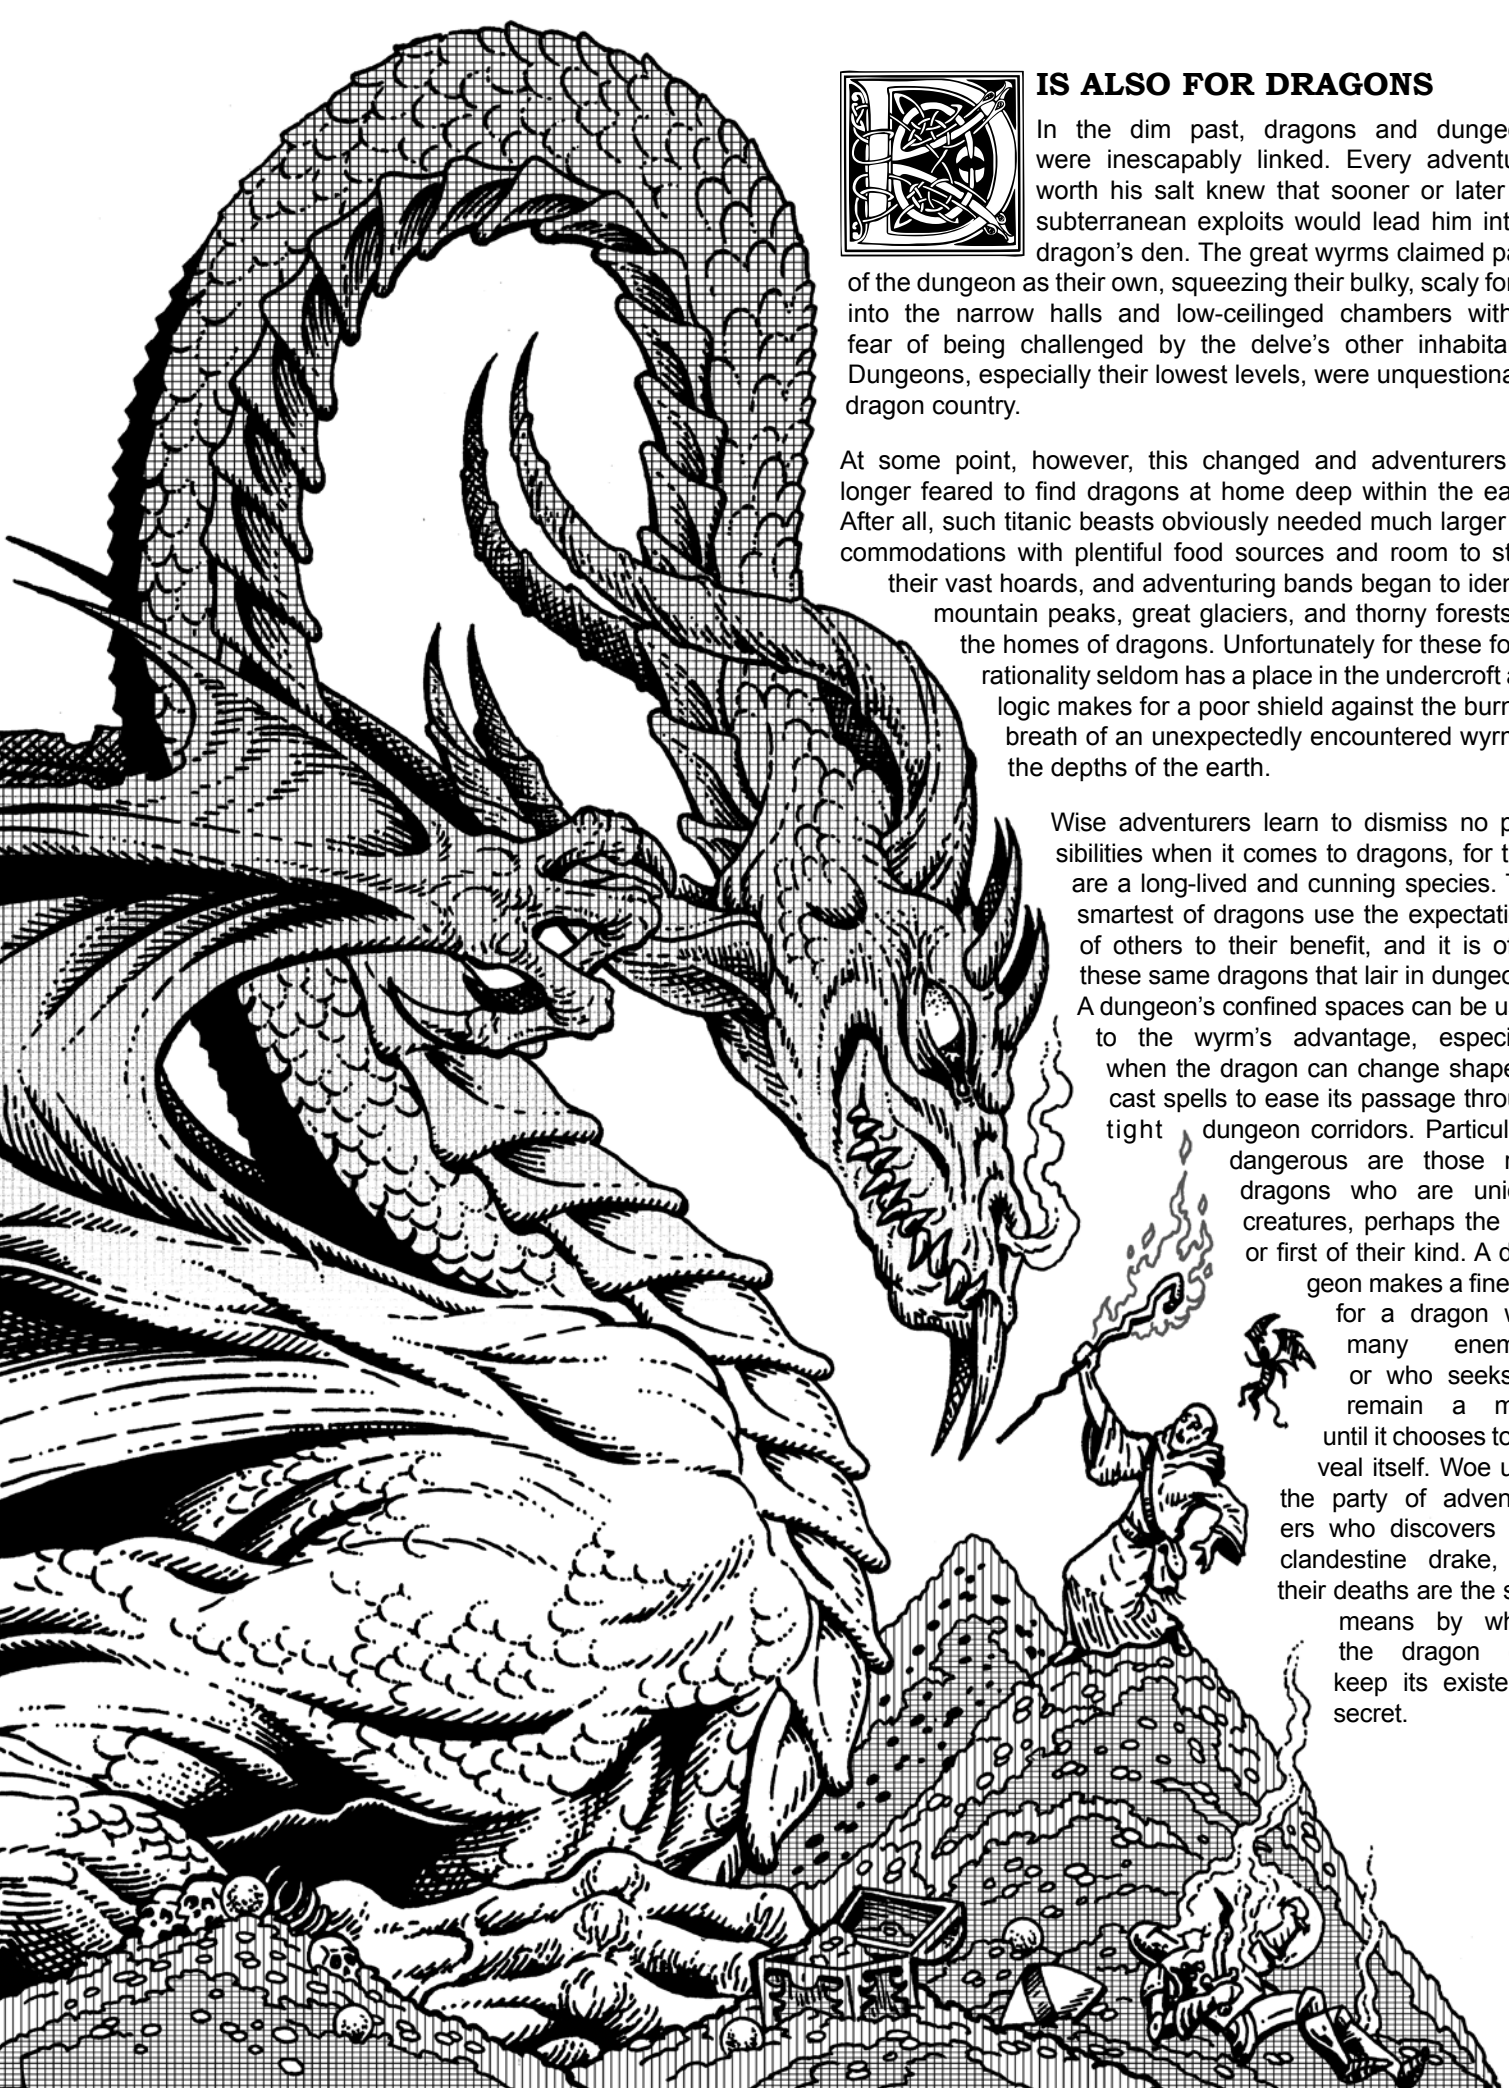 D IS ALSO FOR DRAGONS
In the dim past, dragons and dunge
were inescapably linked. Every adventu
worth his salt knew that sooner or later
subterranean exploits would lead him int
dragon’s den. The great wyrms claimed pa
of the dungeon as their own, squeezing their bulky, scaly for
into the narrow halls and low-ceilinged chambers with
fear of being challenged by the delve’s other inhabita
Dungeons, especially their lowest levels, were unquestiona
dragon country.
At some point, however, this changed and adventurers
longer feared to find dragons at home deep within the ea
After all, such titanic beasts obviously needed much larger
commodations with plentiful food sources and room to st
their vast hoards, and adventuring bands began to iden
mountain peaks, great glaciers, and thorny forests
the homes of dragons. Unfortunately for these fo
rationality seldom has a place in the undercroft a
logic makes for a poor shield against the burn
breath of an unexpectedly encountered wyrm
the depths of the earth.
Wise adventurers learn to dismiss no p
sibilities when it comes to dragons, for t
are a long-lived and cunning species. T
smartest of dragons use the expectati
of others to their benefit, and it is of
these same dragons that lair in dungeo
A dungeon’s confined spaces can be u
to the wyrm’s advantage, especi
when the dragon can change shape
cast spells to ease its passage throu
tight dungeon corridors. Particul
dangerous are those r
dragons who are uni
creatures, perhaps the
or first of their kind. A d
geon makes a fine
for a dragon w
many enem
or who seeks
remain a m
until it chooses to
veal itself. Woe u
the party of adven
ers who discovers
clandestine drake,
their deaths are the s
means by wh
the dragon
keep its existe
secret.